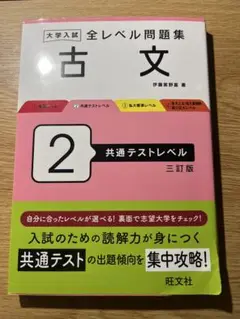 大学入試 全レベル問題集
古文
伊藤紫野富 著
2 共通テストレベル
三訂版
自分に合ったレベルが選べる!裏面で志望大学をチェック!
入試のための読解力が身につく
共通テストの出題傾向を集中攻略!
旺文社